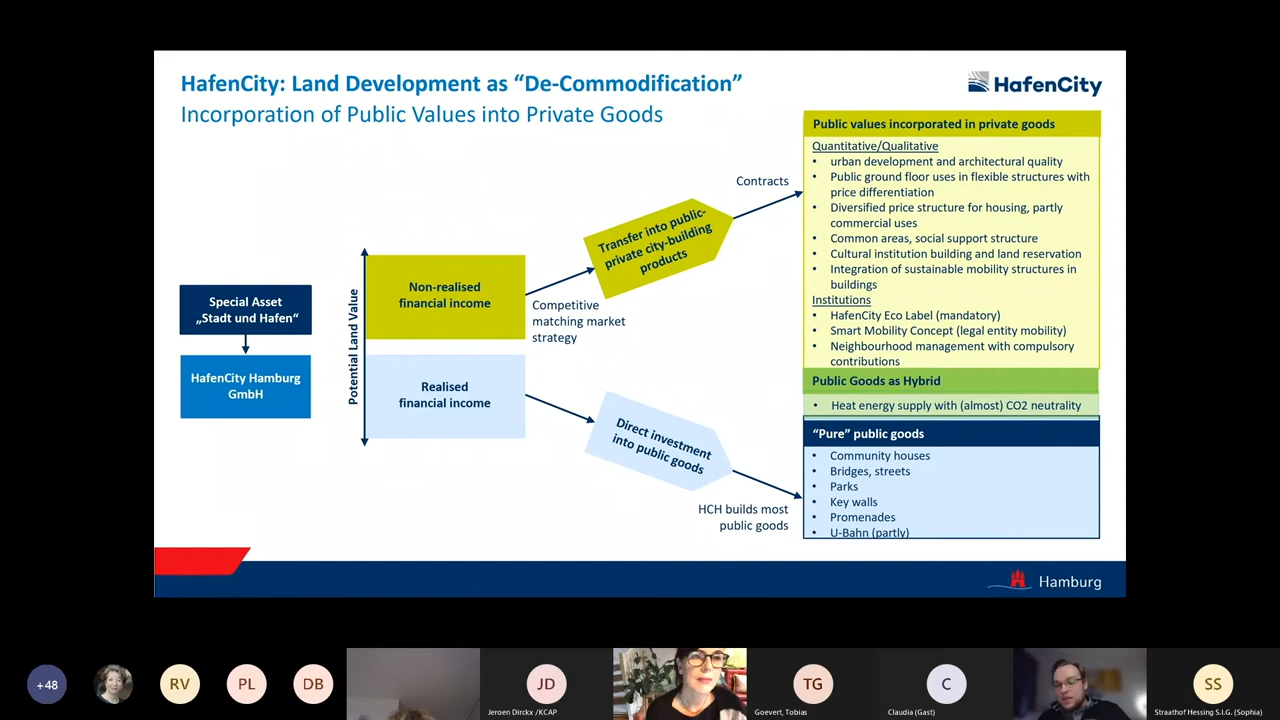 HafenCity: Land Development as “De-Commodification”
Incorporation of Public Values into Private Goods
HafenCity
Special Asset
„Stadt und Hafen“
HafenCity Hamburg
GmbH
Potential Land Value
Non-realised
financial income
Realised
financial income
Competitive
matching market
strategy
Transfer into public-
private city-building
products
Direct investment
into public goods
Contracts
HCH builds most
public goods
Public values incorporated in private goods
Quantitative/Qualitative
• urban development and architectural quality
• Public ground floor uses in flexible structures with
price differentiation
• Diversified price structure for housing, partly
commercial uses
• Common areas, social support structure
• Cultural institution building and land reservation
• Integration of sustainable mobility structures in
buildings
Institutions
• HafenCity Eco Label (mandatory)
• Smart Mobility Concept (legal entity mobility)
• Neighbourhood management with compulsory
contributions
Public Goods as Hybrid
• Heat energy supply with (almost) CO2 neutrality
“Pure” public goods
• Community houses
• Bridges, streets
• Parks
• Key walls
• Promenades
• U-Bahn (partly)
Hamburg
+48
RV
PL
DB
JD
Jeroen Dirckx /KCAP
TG
Goevert, Tobias
C
Claudia (Gast)
SS
Straathof Hessing S.I.G. (Sophia)